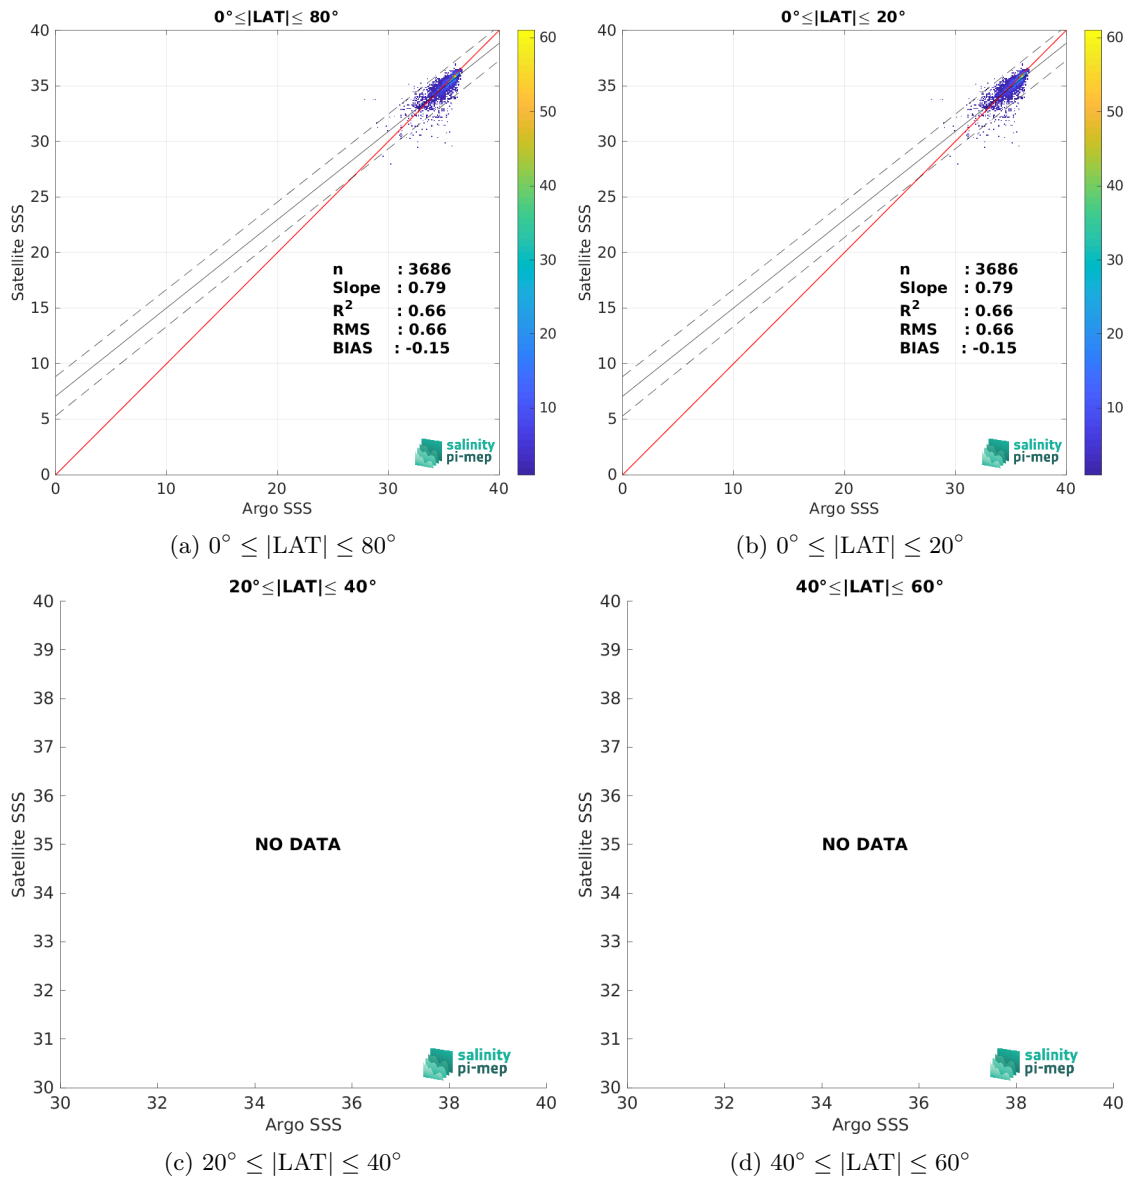 0°≤|LAT|≤ 80°
40
35
30
25
20
15
10
5
0
Satellite SSS
n : 3686
Slope : 0.79
R² : 0.66
RMS : 0.66
BIAS : -0.15
salinity
pi-mep
0 10 20 30 40
Argo SSS
60
50
40
30
20
10
(a) 0° ≤ |LAT| ≤ 80°
0°≤|LAT|≤ 20°
40
35
30
25
20
15
10
5
0
Satellite SSS
n : 3686
Slope : 0.79
R² : 0.66
RMS : 0.66
BIAS : -0.15
salinity
pi-mep
0 10 20 30 40
Argo SSS
60
50
40
30
20
10
(b) 0° ≤ |LAT| ≤ 20°
20°≤|LAT|≤ 40°
40
39
38
37
36
35
34
33
32
31
30
Satellite SSS
NO DATA
salinity
pi-mep
30 32 34 36 38 40
Argo SSS
(c) 20° ≤ |LAT| ≤ 40°
40°≤|LAT|≤ 60°
40
39
38
37
36
35
34
33
32
31
30
Satellite SSS
NO DATA
salinity
pi-mep
30 32 34 36 38 40
Argo SSS
(d) 40° ≤ |LAT| ≤ 60°